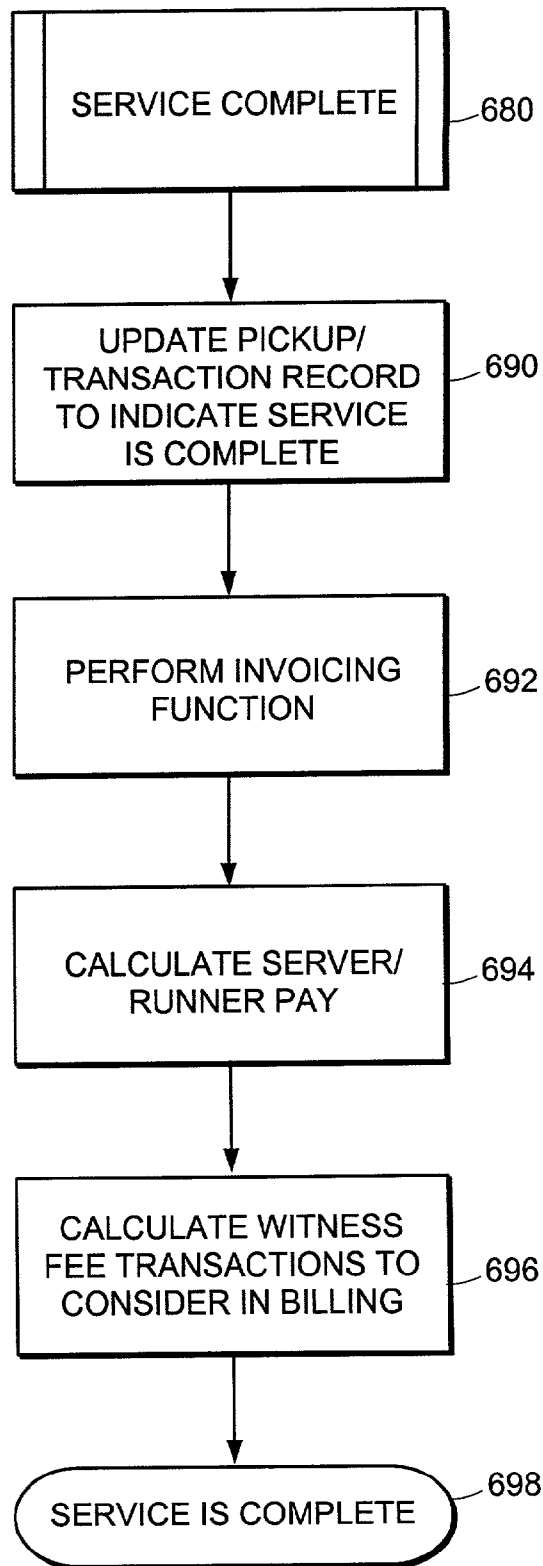 SERVICE COMPLETE
680
UPDATE PICKUP/
TRANSACTION RECORD
TO INDICATE SERVICE
IS COMPLETE
690
PERFORM INVOICING
FUNCTION
692
CALCULATE SERVER/
RUNNER PAY
694
CALCULATE WITNESS
FEE TRANSACTIONS TO
CONSIDER IN BILLING
696
SERVICE IS COMPLETE
698